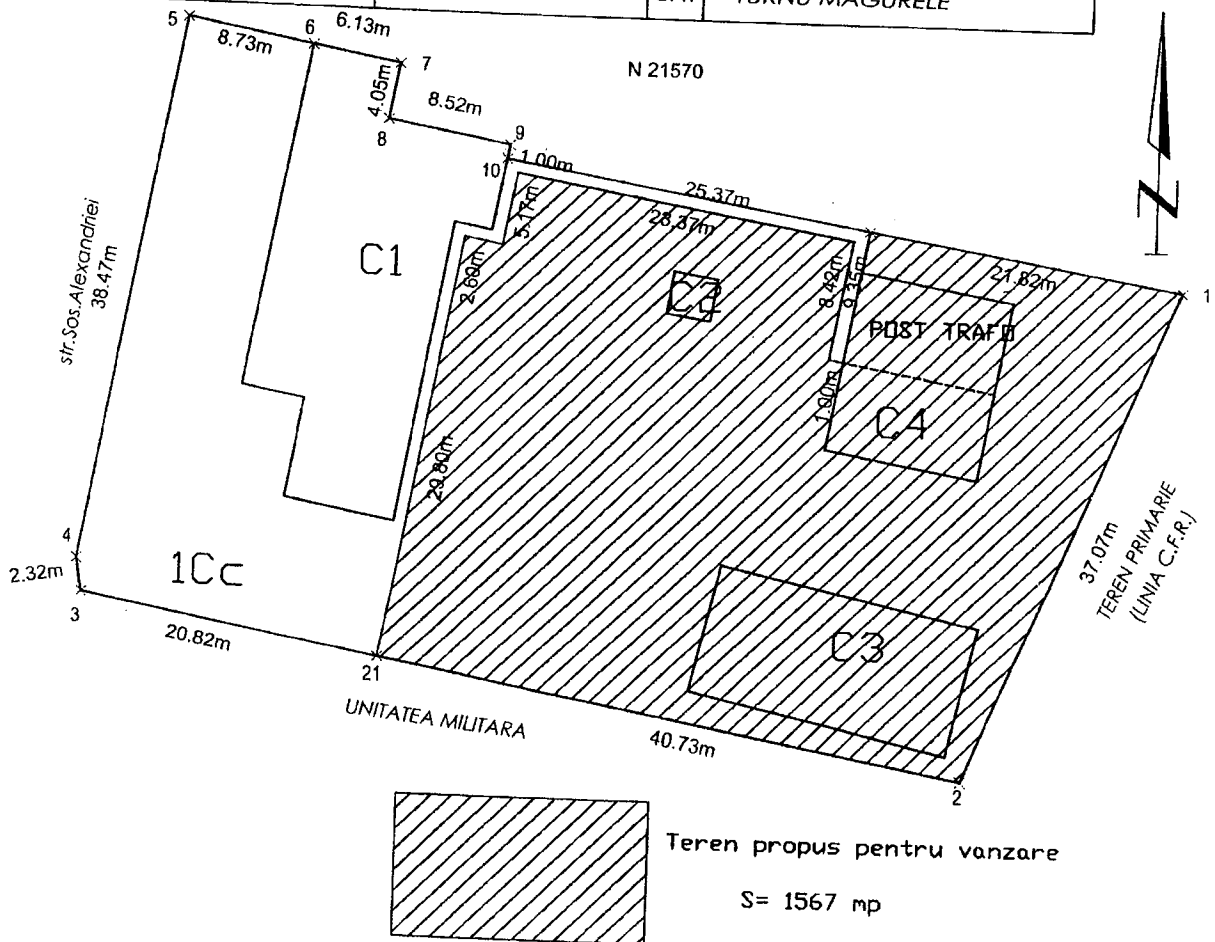 TURNU MAGURELE
5
6
6.13m
8.73m
7
N 21570
4.05m
8.52m
8
9
10
1.00m
25.37m
21.82m
1
5.17m
C1
2.60m
C2
8.42m
9.35m
POST TRAFO
1.00m
C4
str.Sos.Alexandriei
38.47m
29.80m
37.07m
TEREN PRIMARIE
(LINIA C.F.R.)
4
2.32m
3
1Cc
C3
20.82m
21
UNITATEA MILITARA
40.73m
2
N
Teren propus pentru vanzare
S= 1567 mp